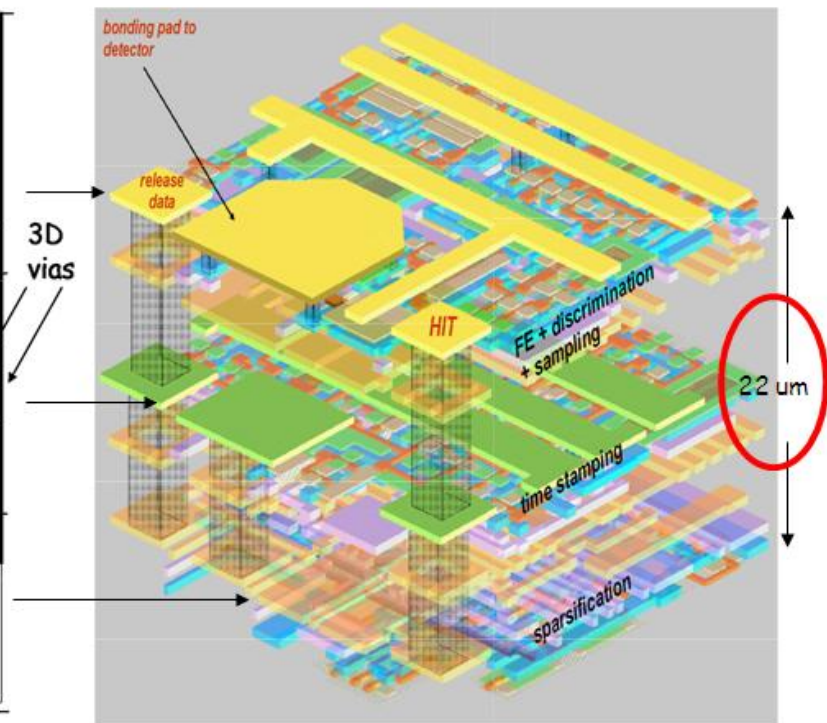 bonding pad to
detector
release
data
3D
vias
HIT
FE + discrimination
+ sampling
22 um
time stamping
sparsification